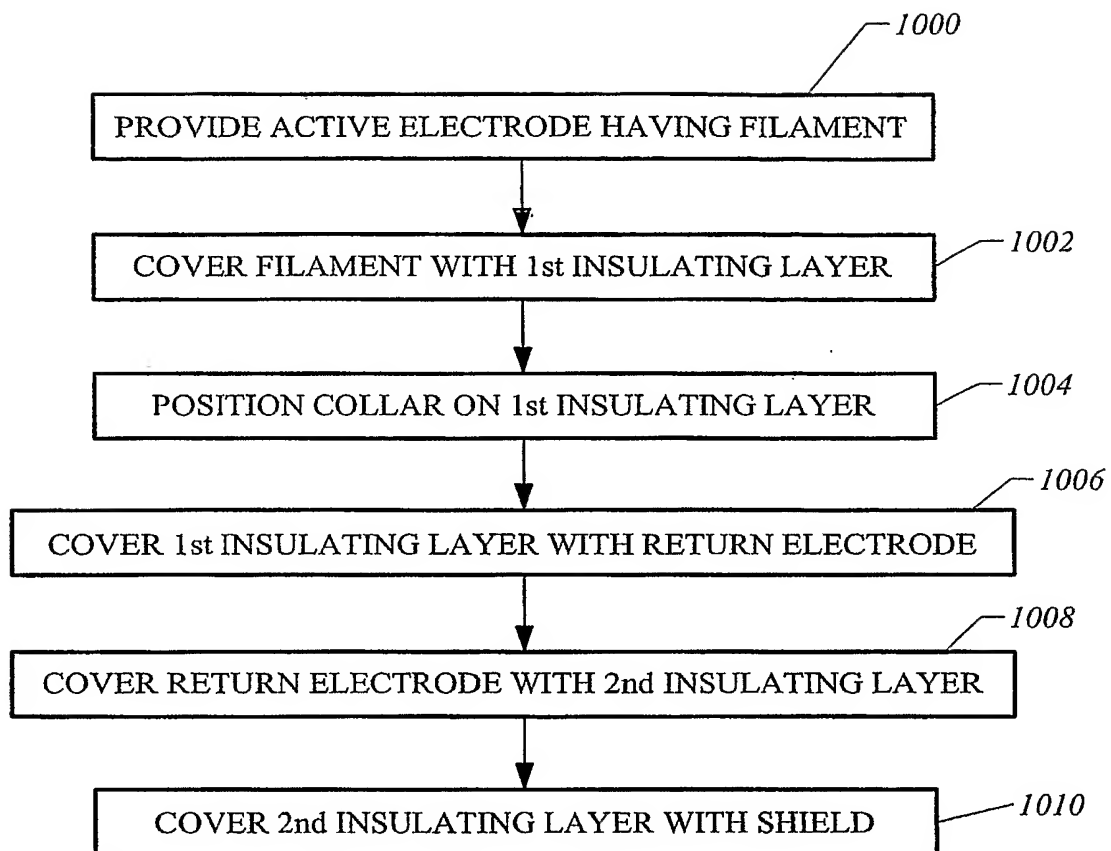 1000
PROVIDE ACTIVE ELECTRODE HAVING FILAMENT
1002
COVER FILAMENT WITH 1st INSULATING LAYER
1004
POSITION COLLAR ON 1st INSULATING LAYER
1006
COVER 1st INSULATING LAYER WITH RETURN ELECTRODE
1008
COVER RETURN ELECTRODE WITH 2nd INSULATING LAYER
1010
COVER 2nd INSULATING LAYER WITH SHIELD